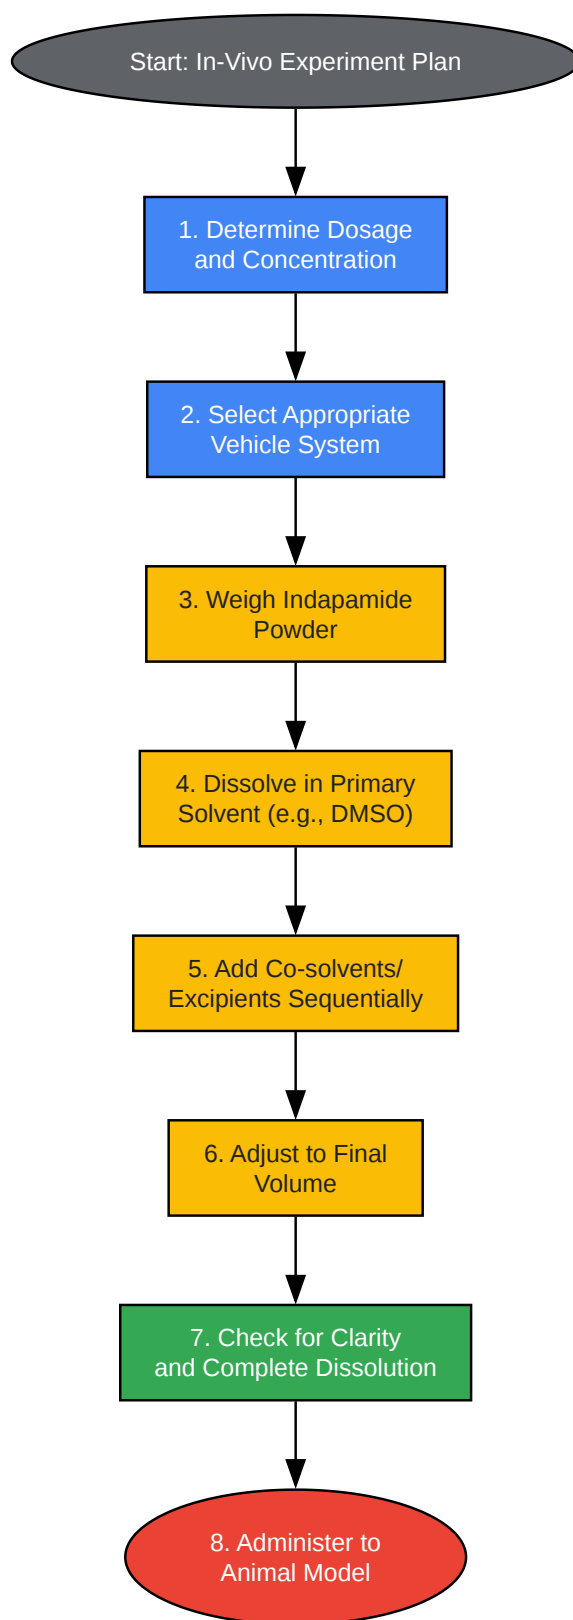 Start: In-Vivo Experiment Plan
1. Determine Dosage
and Concentration
2. Select Appropriate
Vehicle System
3. Weigh Indapamide
Powder
4. Dissolve in Primary
Solvent (e.g., DMSO)
5. Add Co-solvents/
Excipients Sequentially
6. Adjust to Final
Volume
7. Check for Clarity
and Complete Dissolution
8. Administer to
Animal Model